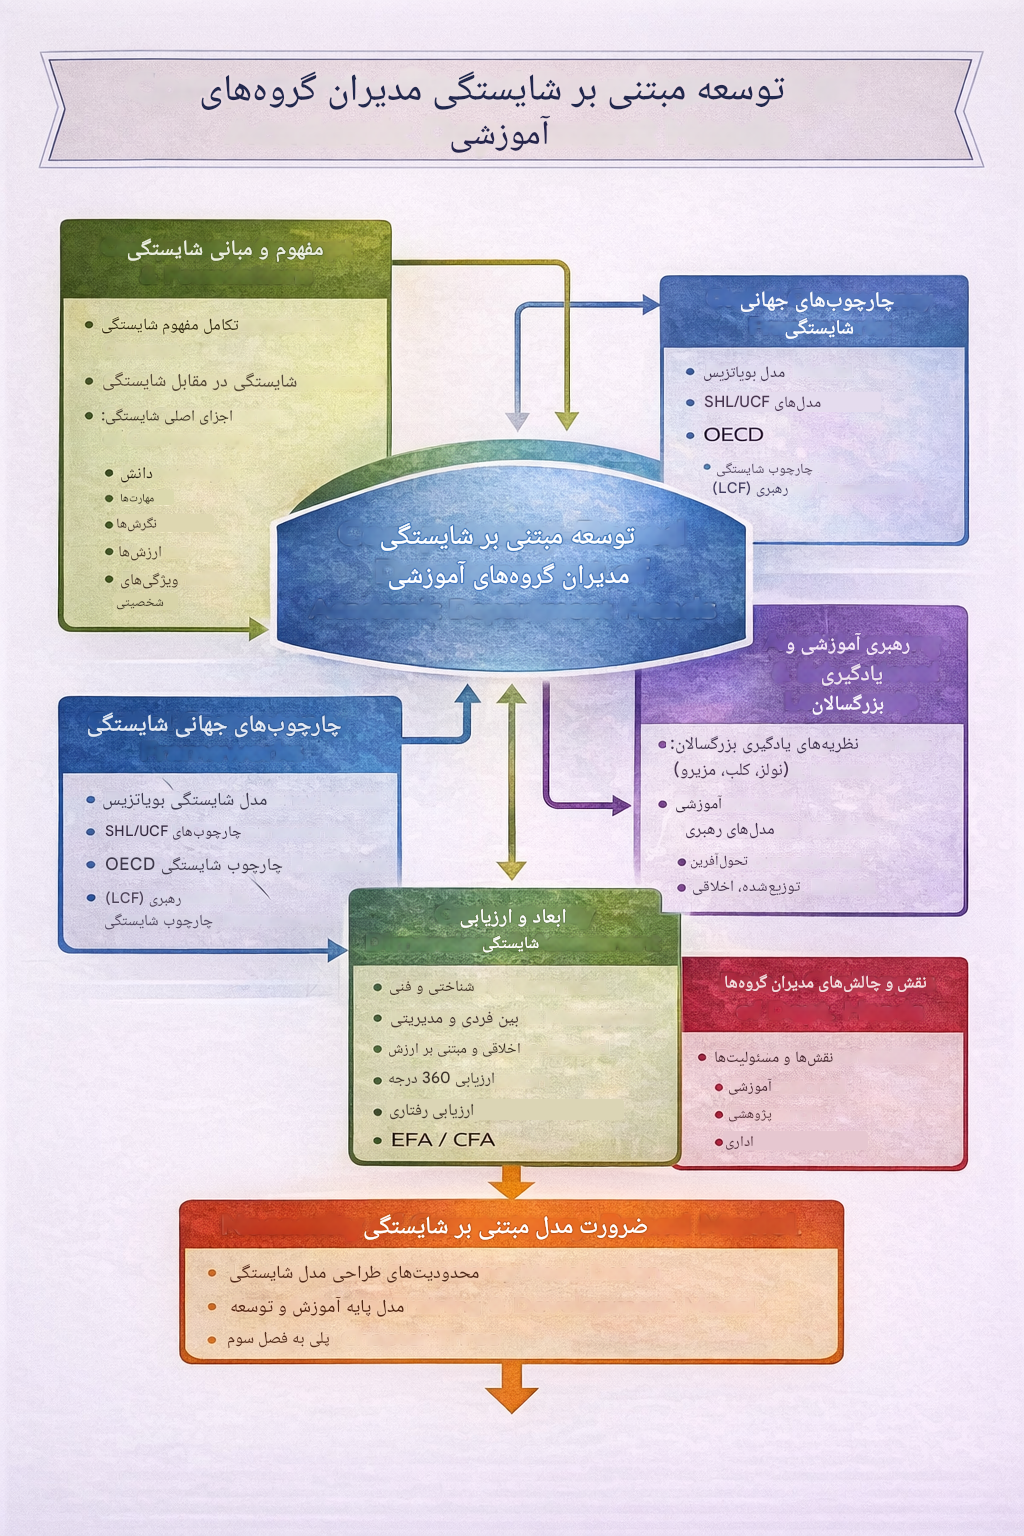 توسعه مبتنی بر شایستگی مدیران گروه‌های
آموزشی
مفهوم و مبانی شایستگی
تکامل مفهوم شایستگی
شایستگی در مقابل شایستگی
اجزای اصلی شایستگی:
دانش
مهارت‌ها
نگرش‌ها
ارزش‌ها
ویژگی‌های
شخصیتی
چارچوب‌های جهانی
شایستگی
مدل بویاتزیس
مدل‌های SHL/UCF
OECD
چارچوب شایستگی
رهبری (LCF)
توسعه مبتنی بر شایستگی
مدیران گروه‌های آموزشی
رهبری آموزشی و
یادگیری
بزرگسالان
نظریه‌های یادگیری بزرگسالان:
(نولز، کلب، مزیرو)
آموزشی
مدل‌های رهبری
تحول‌آفرین
توزیع‌شده، اخلاقی
چارچوب‌های جهانی شایستگی
مدل شایستگی بویاتزیس
چارچوب‌های SHL/UCF
چارچوب شایستگی OECD
رهبری (LCF)
چارچوب شایستگی
ابعاد و ارزیابی
شایستگی
شناختی و فنی
بین فردی و مدیریتی
اخلاقی و مبتنی بر ارزش
ارزیابی 360 درجه
ارزیابی رفتاری
EFA / CFA
نقش و چالش‌های مدیران گروه‌ها
نقش‌ها و مسئولیت‌ها
آموزشی
پژوهشی
اداری
ضرورت مدل مبتنی بر شایستگی
محدودیت‌های طراحی مدل شایستگی
مدل پایه آموزش و توسعه
پلی به فصل سوم